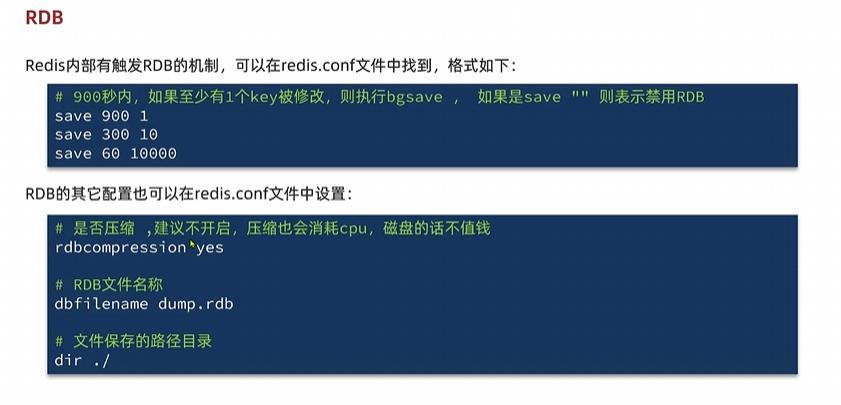 RDB
Redis内部有触发RDB的机制，可以在redis.conf文件中找到，格式如下：
# 900秒内，如果至少有1个key被修改，则执行bgsave ， 如果是save "" 则表示禁用RDB
save 900 1
save 300 10
save 60 10000
RDB的其它配置也可以在redis.conf文件中设置：
# 是否压缩 ,建议不开启，压缩也会消耗cpu，磁盘的话不值钱
rdbcompression yes
# RDB文件名称
dbfilename dump.rdb
# 文件保存的路径目录
dir ./